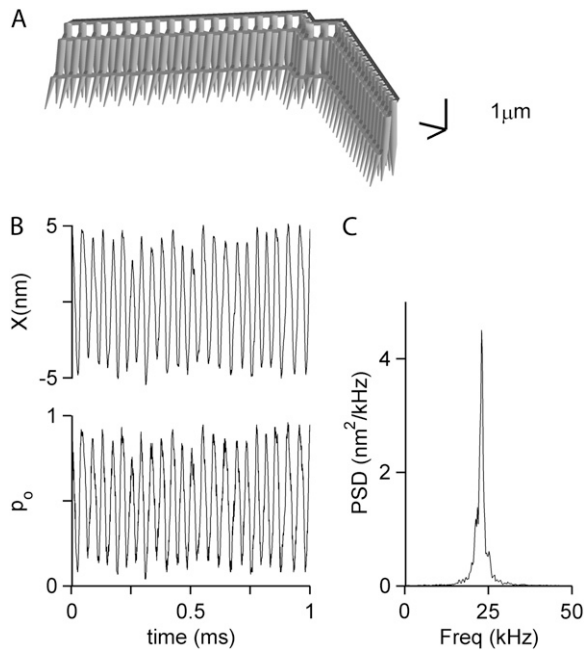 A
1μm
B
C
5
X(nm)
-5
1
p_o
0
0
0.5
1
time (ms)
4
PSD (nm²/kHz)
2
0
0
25
50
Freq (kHz)